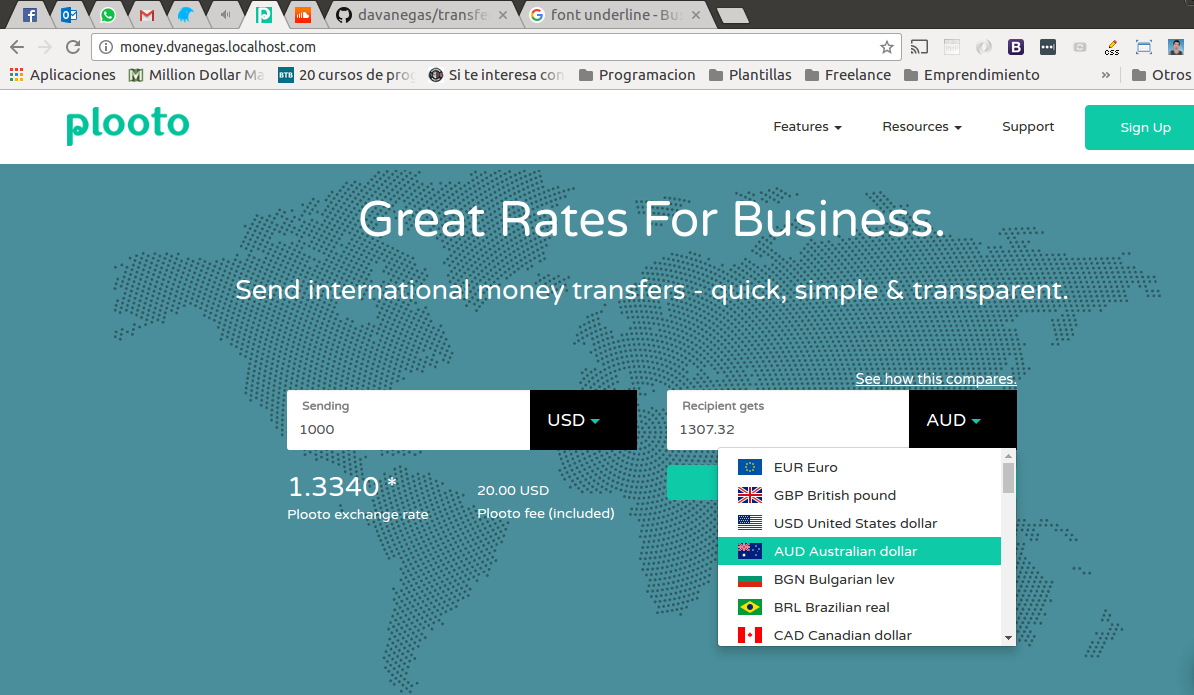 davanegas/transfe
font underline - Bus
money.dvanegas.localhost.com
css
Aplicaciones
Million Dollar Ma
BTB 20 cursos de prog
Si te interesa con
Programacion
Plantillas
Freelance
Emprendimiento
» Otros
plooto
Features
Resources
Support
Sign Up
Great Rates For Business.
Send international money transfers - quick, simple & transparent.
See how this compares.
Sending
1000
USD
Recipient gets
1307.32
AUD
1.3340 *
Plooto exchange rate
20.00 USD
Plooto fee (included)
EUR Euro
GBP British pound
USD United States dollar
AUD Australian dollar
BGN Bulgarian lev
BRL Brazilian real
CAD Canadian dollar